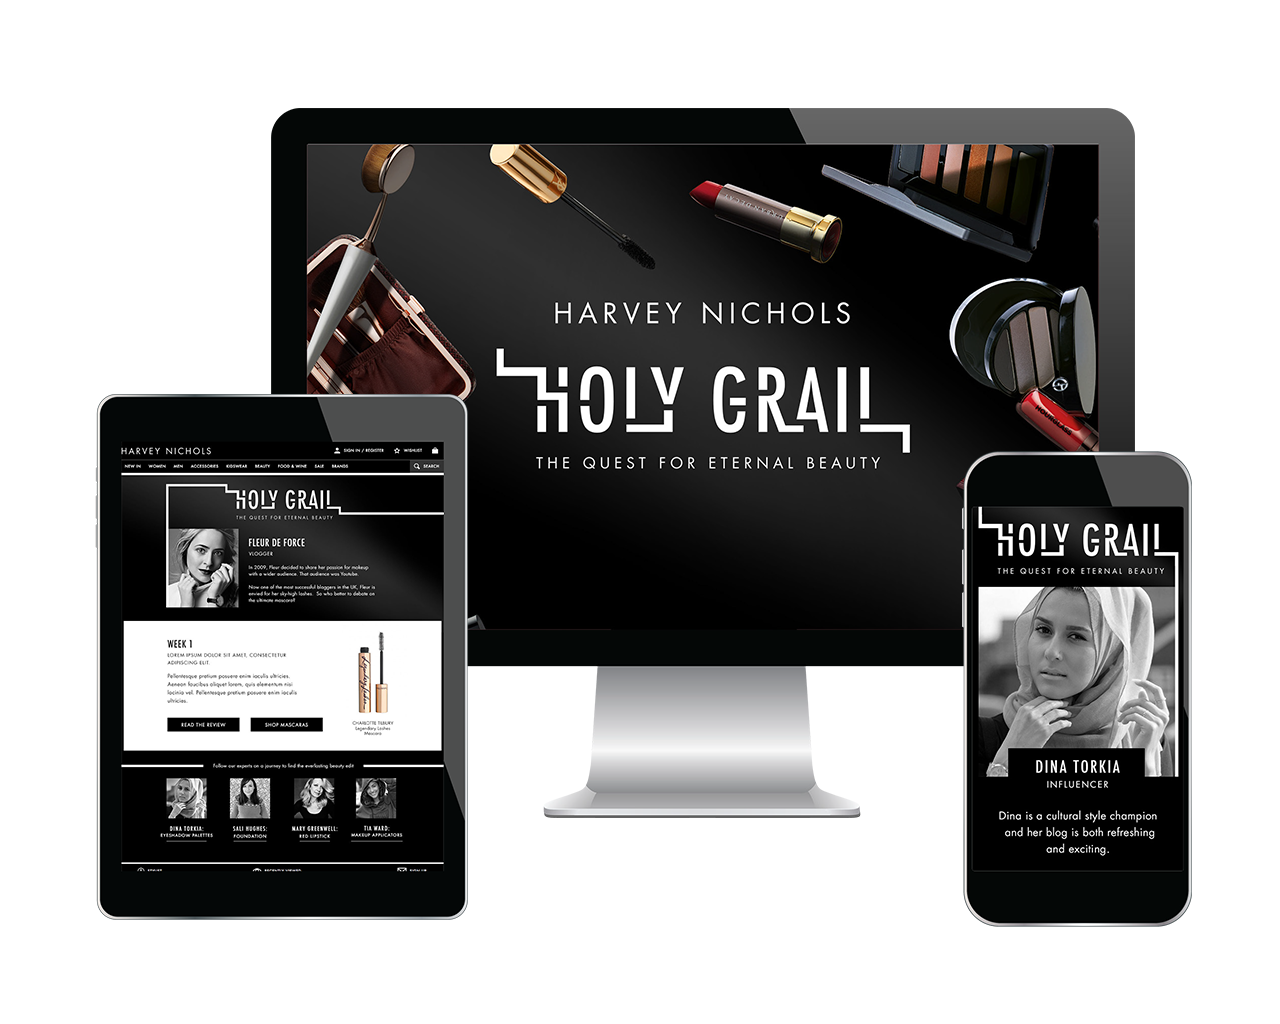 HARVEY NICHOLS
HOLY GRAIL
THE QUEST FOR ETERNAL BEAUTY
HARVEY NICHOLS
SIGN IN / REGISTER
WISHLIST
NEW IN
WOMEN
MEN
ACCESSORIES
KIDSWEAR
BEAUTY
FOOD & WINE
SALE
BRANDS
SEARCH
HOLY GRAIL
THE QUEST FOR ETERNAL BEAUTY
FLEUR DE FORCE
VLOGGER
In 2009, Fleur decided to share her passion for makeup
with a wider audience. That audience was Youtube.
Now one of the most successful bloggers in the UK, Fleur is
envied for her sky-high lashes. So who better to debate on
the ultimate mascara?
WEEK 1
LOREM IPSUM DOLOR SIT AMET, CONSECTETUR
ADIPISCING ELIT.
Pellentesque pretium posuere enim iaculis ultricies.
Aenean faucibus aliquet lorem, quis elementum nisi
lacinia vel. Pellentesque pretium posuere enim iaculis
ultricies.
READ THE REVIEW
SHOP MASCARAS
CHARLOTTE TILBURY
Legendary Lashes
Mascara
Follow our experts on a journey to find the everlasting beauty edit
DINA TORKIA:
EYESHADOW PALETTES
SALI HUGHES:
FOUNDATION
MARY GREENWELL:
RED LIPSTICK
TIA WARD:
MAKEUP APPLICATORS
HOLY GRAIL
THE QUEST FOR ETERNAL BEAUTY
DINA TORKIA
INFLUENCER
Dina is a cultural style champion
and her blog is both refreshing
and exciting.